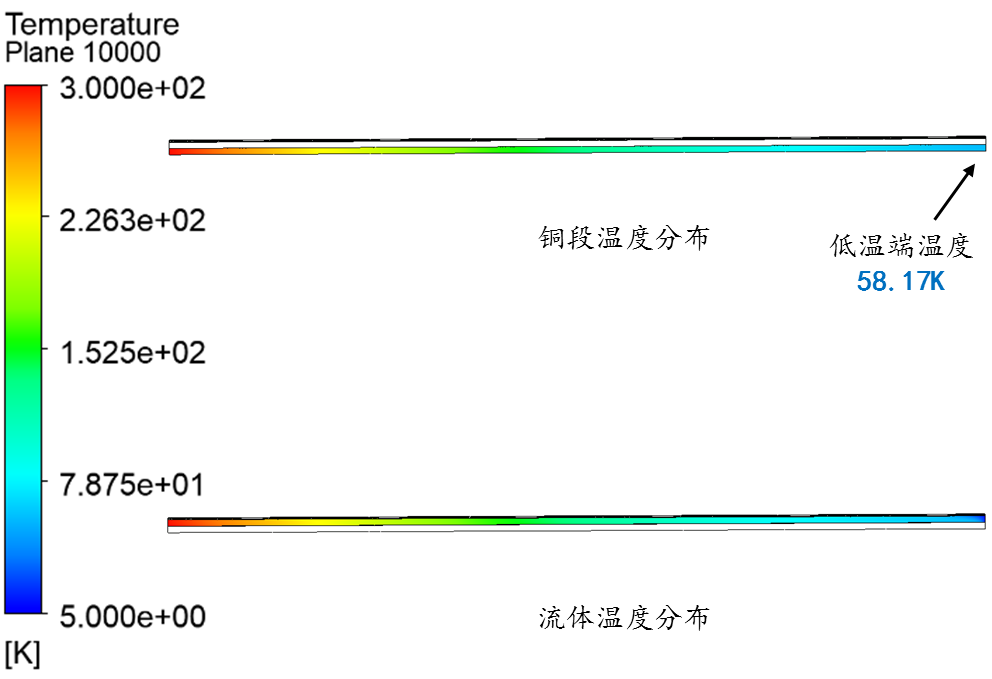 Temperature
Plane 10000
3.000e+02
2.263e+02
铜段温度分布
低温端温度
58.17K
1.525e+02
7.875e+01
5.000e+00
流体温度分布
[K]